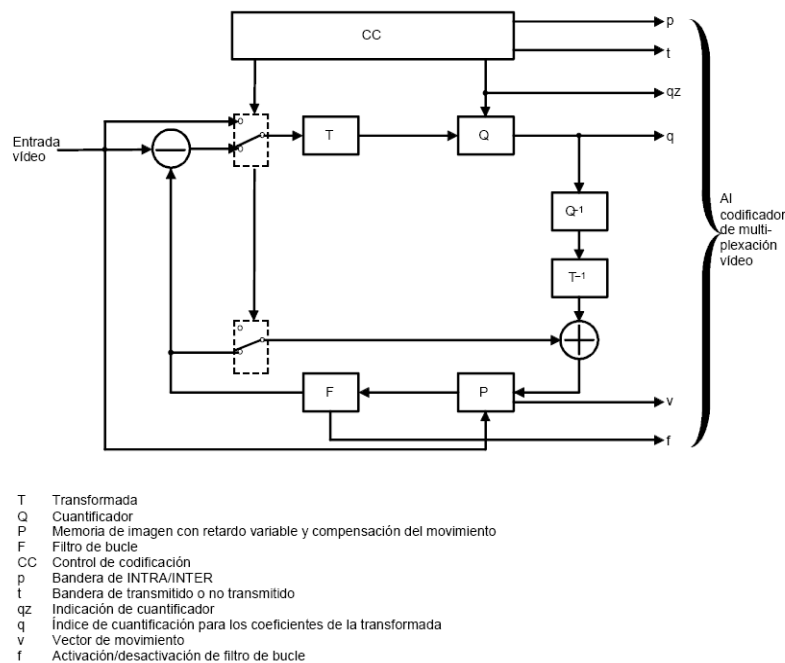 CC
p
t
qz
Entrada
vídeo
T
Q
q
Q-1
T-1
Al
codificador
de multi-
plexación
vídeo
F
P
v
f
T Transformada
Q Cuantificador
P Memoria de imagen con retardo variable y compensación del movimiento
F Filtro de bucle
CC Control de codificación
p Bandera de INTRA/INTER
t Bandera de transmitido o no transmitido
qz Indicación de cuantificador
q Índice de cuantificación para los coeficientes de la transformada
v Vector de movimiento
f Activación/desactivación de filtro de bucle